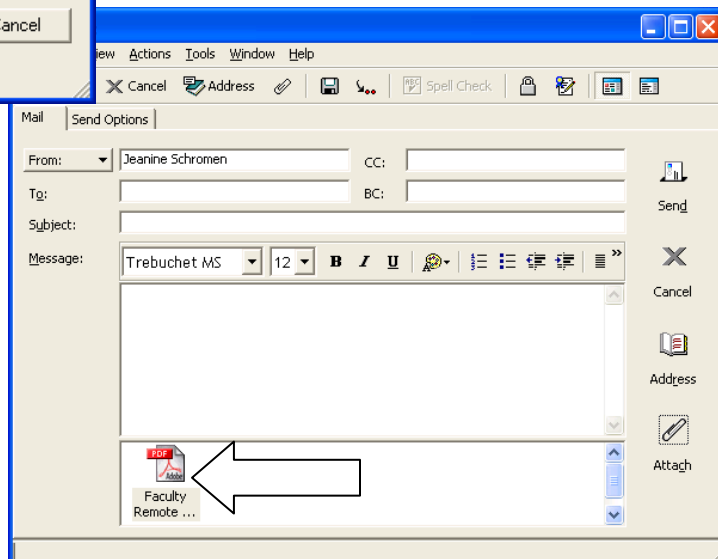 Cancel
Actions Tools Window Help
Cancel Address Spell Check
Mail Send Options
From: Jeanine Schromen CC:
To: BC:
Subject:
Message: Trebuchet MS 12 B I U »
Send
Cancel
Address
Attach
PDF
Adobe
Faculty
Remote ...